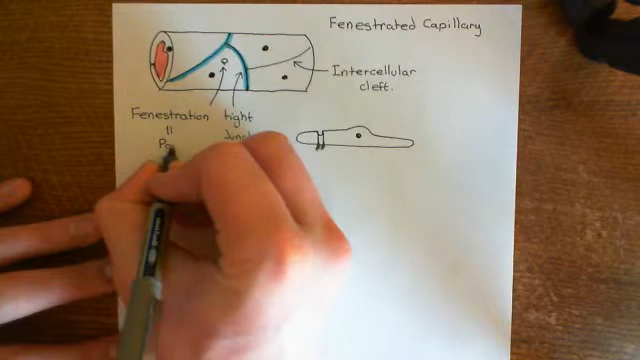 Fenestrated Capillary
Intercellular
cleft.
Fenestration tight
=